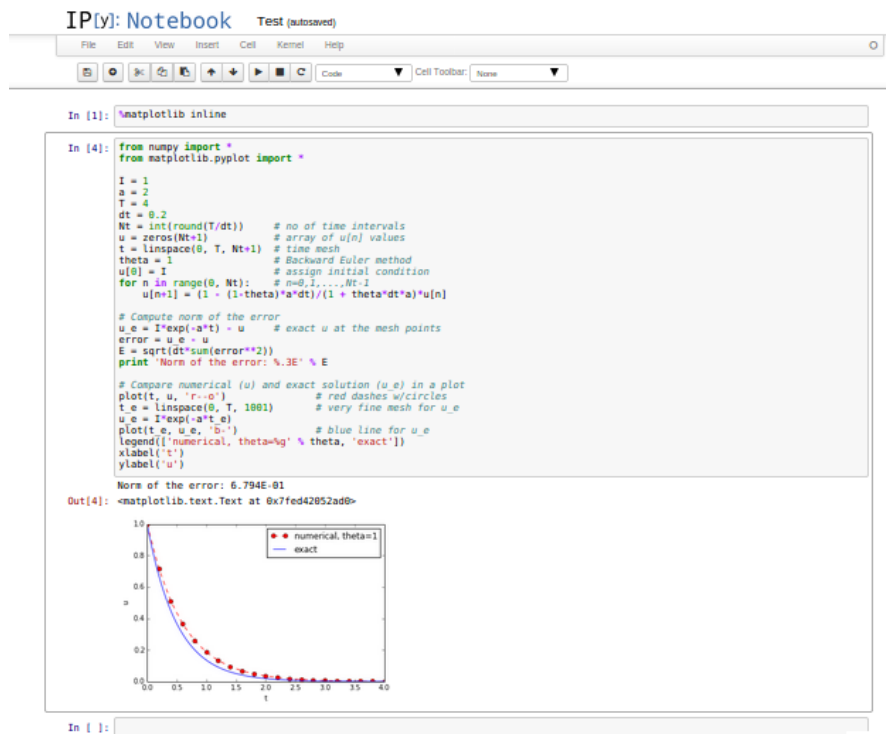 IP[y]: Notebook Test (autosaved)
File Edit View Insert Cell Kernel Help
Code Cell Toolbar: None
In [1]: %matplotlib inline
In [4]: from numpy import *
from matplotlib.pyplot import *
I = 1
a = 2
T = 4
dt = 0.2
Nt = int(round(T/dt)) # no of time intervals
u = zeros(Nt+1) # array of u[n] values
t = linspace(0, T, Nt+1) # time mesh
theta = 1 # Backward Euler method
u[0] = I # assign initial condition
for n in range(0, Nt): # n=0,1,...,Nt-1
u[n+1] = (1 - (1-theta)*a*dt)/(1 + theta*dt*a)*u[n]
# Compute norm of the error
u_e = I*exp(-a*t) - u # exact u at the mesh points
error = u_e - u
E = sqrt(dt*sum(error**2))
print 'Norm of the error: %.3E' % E
# Compare numerical (u) and exact solution (u_e) in a plot
plot(t, u, 'r--o') # red dashes w/circles
t_e = linspace(0, T, 1001) # very fine mesh for u_e
u_e = I*exp(-a*t_e)
plot(t_e, u_e, 'b-') # blue line for u_e
legend(['numerical, theta=%g' % theta, 'exact'])
xlabel('t')
ylabel('u')
Norm of the error: 6.794E-01
Out[4]: <matplotlib.text.Text at 0x7fed42052ad0>
numerical, theta=1
exact
1.0
0.8
0.6
u
0.4
0.2
0.0
0.0 0.5 1.0 1.5 2.0 2.5 3.0 3.5 4.0
t
In [ ]: